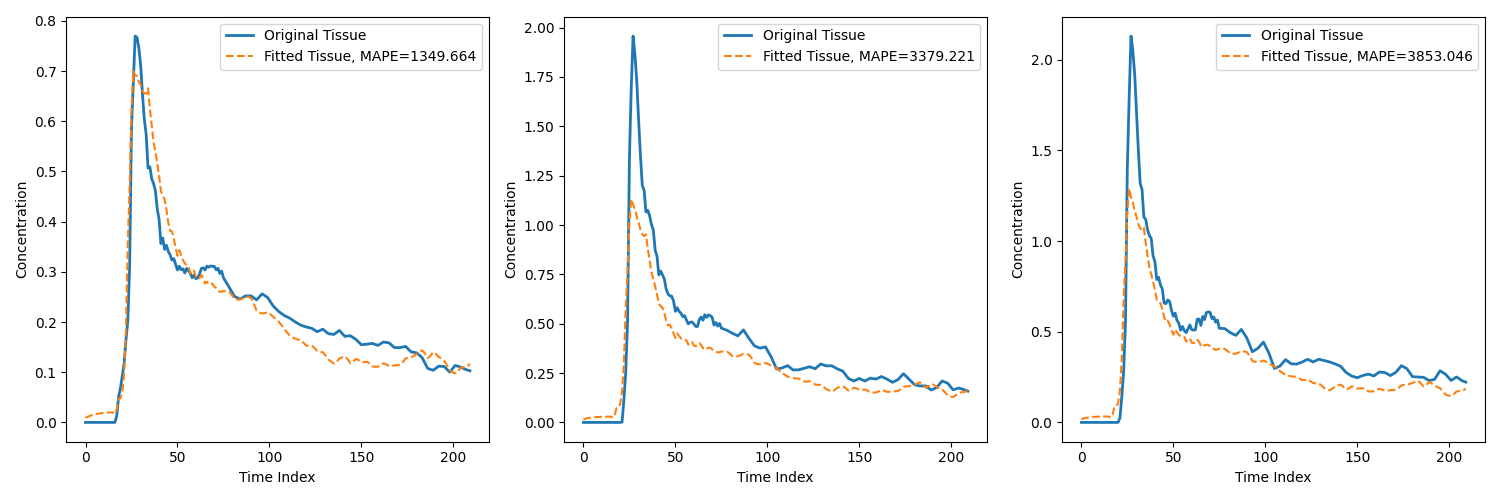 Original Tissue
Fitted Tissue, MAPE=1349.664
Concentration
0.8
0.7
0.6
0.5
0.4
0.3
0.2
0.1
0.0
0 50 100 150 200
Time Index
Original Tissue
Fitted Tissue, MAPE=3379.221
Concentration
2.00
1.75
1.50
1.25
1.00
0.75
0.50
0.25
0.00
0 50 100 150 200
Time Index
Original Tissue
Fitted Tissue, MAPE=3853.046
Concentration
2.0
1.5
1.0
0.5
0.0
0 50 100 150 200
Time Index